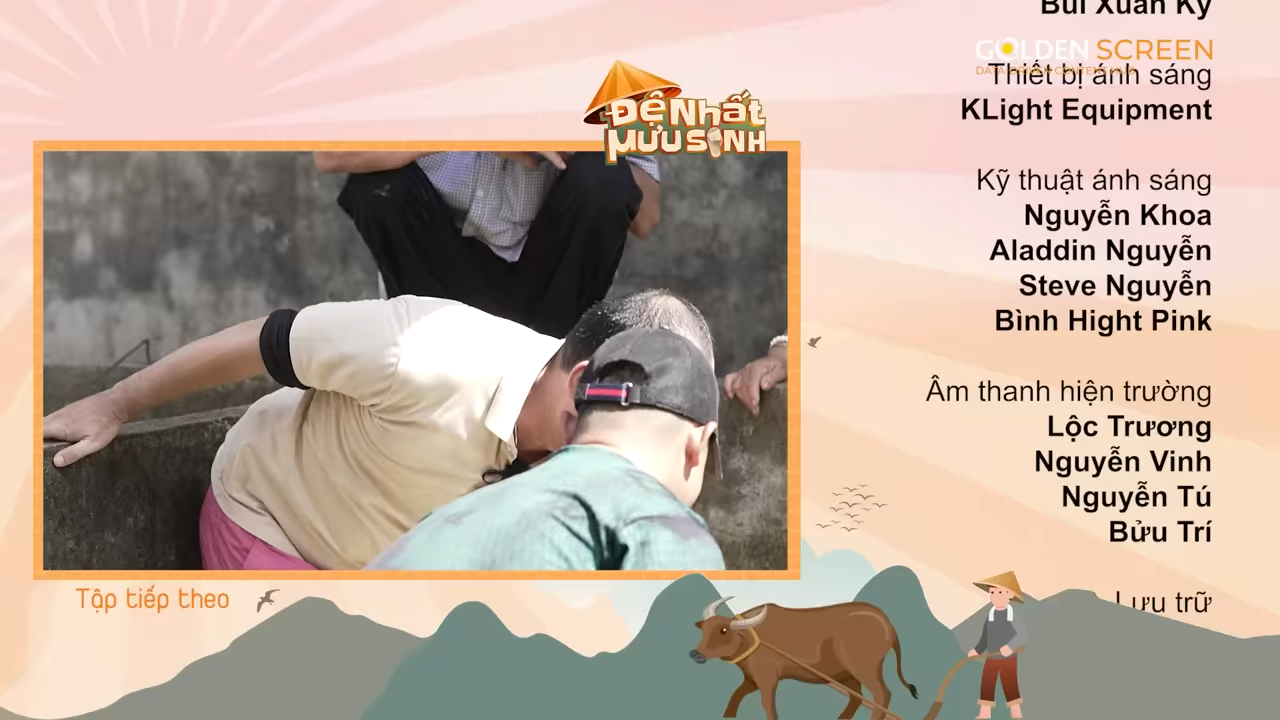 Bùi Xuân Kỷ
GOLDEN SCREEN
Thiết bị ánh sáng
KLight Equipment
ĐỆ NHẤT
MƯU SINH
Kỹ thuật ánh sáng
Nguyễn Khoa
Aladdin Nguyễn
Steve Nguyễn
Bình Hight Pink
Âm thanh hiện trường
Lộc Trương
Nguyễn Vinh
Nguyễn Tú
Bửu Trí
Tập tiếp theo
Lưu trữ